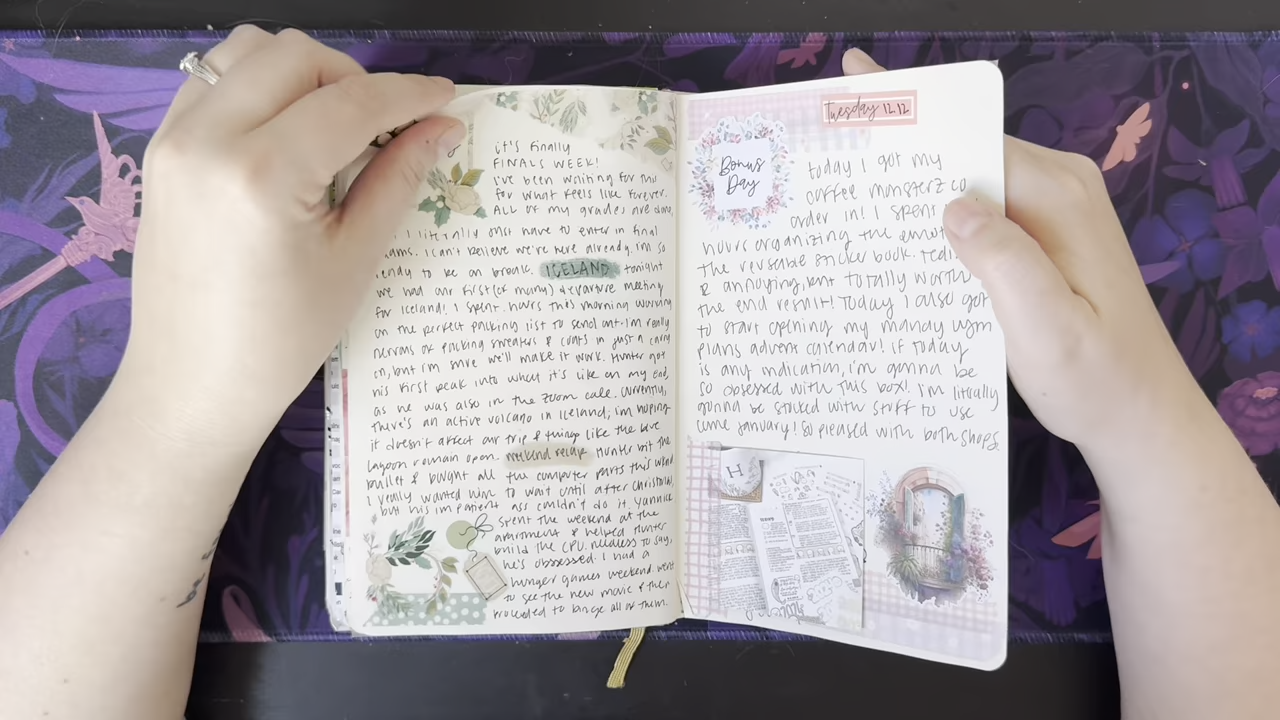 it's finally
FINALS WEEK!
I've been waiting for this
for what feels like forever.
ALL of my grades are done,
I literally just have to enter in final
exams. I can't believe we're here already. I'm so
ready to be on break. ICELAND tonight
we had our first (of many) departure meeting
for Iceland! I spent hours this morning working
on the perfect packing list to send out. I'm really
nervous of packing sweaters & coats in just a carry
on, but I'm sure we'll make it work. Hunter got
his first peak into what it's like on my end,
as he was also in the zoom call. Currently,
there's an active volcano in Iceland; I'm hoping
it doesn't affect our trip & things like the blue
lagoon remain open. weekend recap Hunter bit the
bullet & bought all the computer parts this wknd
I really wanted him to wait until after Christmas,
but his impatient ass couldn't do it. Yannick
spent the weekend at the
apartment & helped Hunter
build the CPU. needless to say,
he's obsessed! I had a
hunger games weekend. went
to see the new movie & then
proceeded to binge all of them.
tuesday 12.12
Bonus
Day
today I got my
coffee monsterz co
order in! I spent
hours organizing the
the reusable sticker book.
& annoying, but totally worth
the end result! Today I also got
to start opening my mandy lynn
plans advent calendar! if today
is any indication, i'm gonna be
so obsessed with this box! I'm litcrally
gonna be stocked with stuff to use
come january! So pleased with both shops.
H